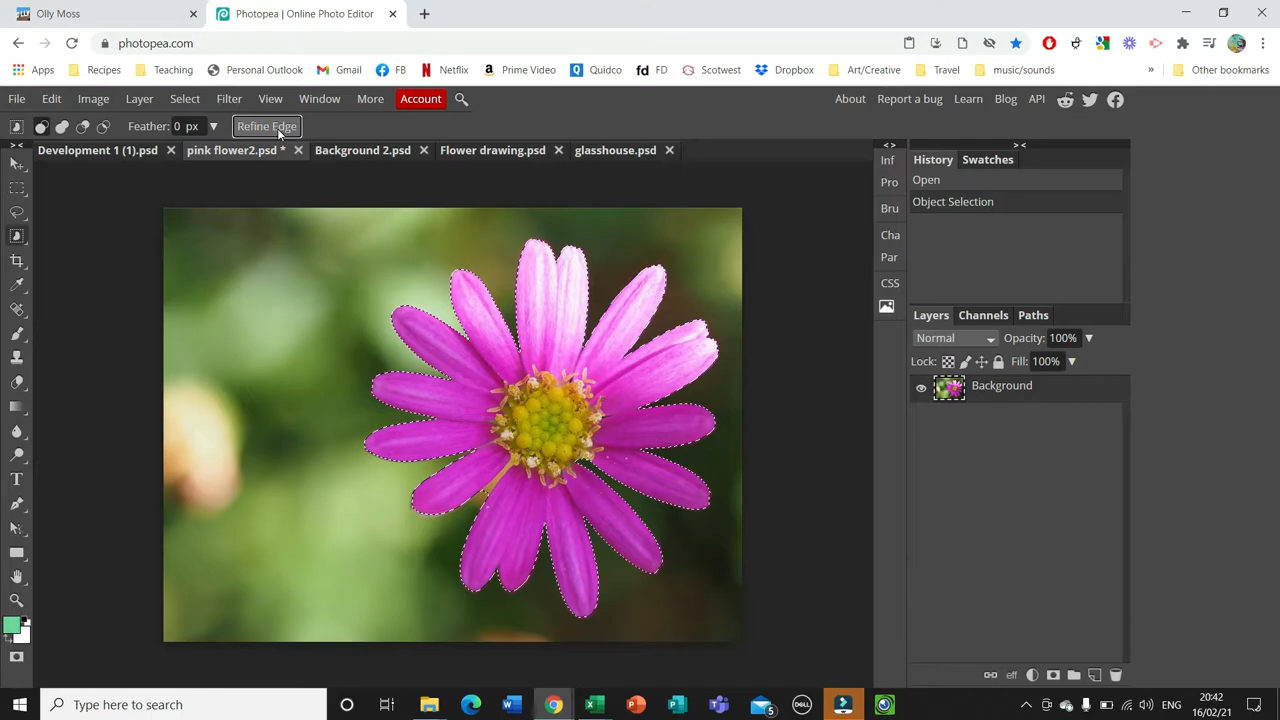 Olly Moss
Photopea | Online Photo Editor
photopea.com
Apps Recipes Teaching Personal Outlook Gmail FB Netflix Prime Video Quidco FD Scotwest Dropbox Art/Creative Travel music/sounds » Other bookmarks
File Edit Image Layer Select Filter View Window More Account About Report a bug Learn Blog API
Feather: 0 px Refine Edge
Development 1 (1).psd pink flower2.psd * Background 2.psd Flower drawing.psd glasshouse.psd
Inf
Pro
Bru
Cha
Par
CSS
History Swatches
Open
Object Selection
Layers Channels Paths
Normal Opacity: 100%
Lock: Fill: 100%
Background
eff
Type here to search
5
DELL
ENG
20:42
16/02/21